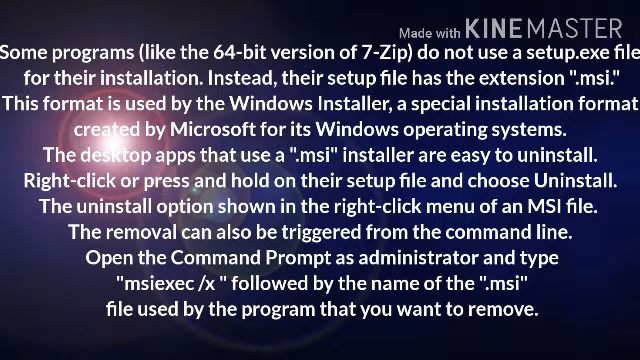 Made with KINEMASTER
Some programs (like the 64-bit version of 7-Zip) do not use a setup.exe file
for their installation. Instead, their setup file has the extension ".msi."
This format is used by the Windows Installer, a special installation format
created by Microsoft for its Windows operating systems.
The desktop apps that use a ".msi" installer are easy to uninstall.
Right-click or press and hold on their setup file and choose Uninstall.
The uninstall option shown in the right-click menu of an MSI file.
The removal can also be triggered from the command line.
Open the Command Prompt as administrator and type
"msiexec /x " followed by the name of the ".msi"
file used by the program that you want to remove.